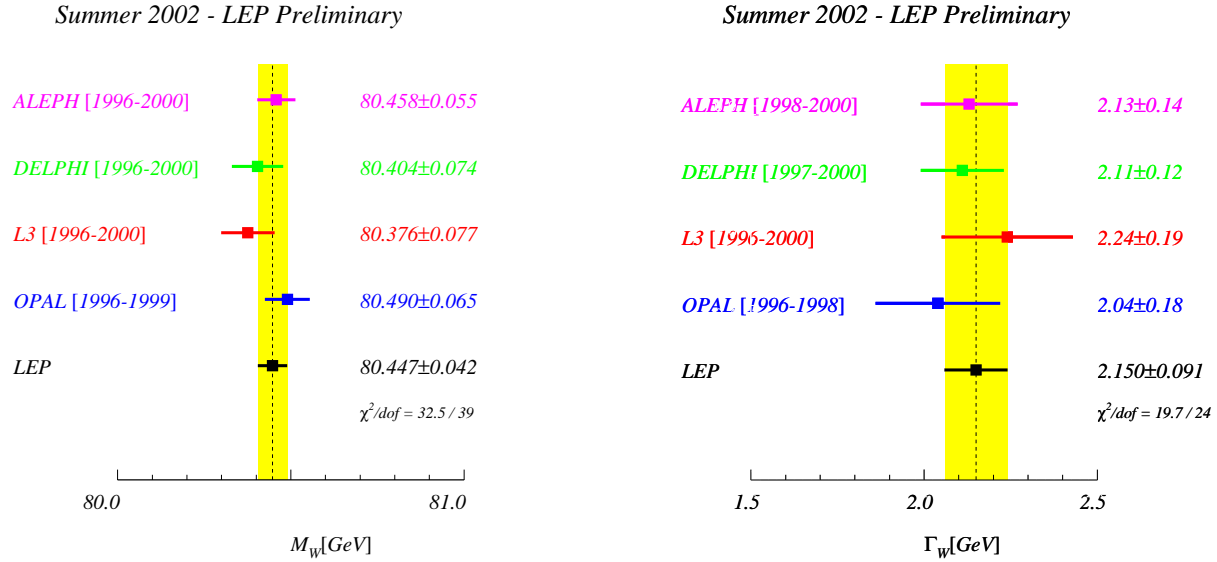 Summer 2002 - LEP Preliminary
ALEPH [1996-2000] 80.458±0.055
DELPHI [1996-2000] 80.404±0.074
L3 [1996-2000] 80.376±0.077
OPAL [1996-1999] 80.490±0.065
LEP 80.447±0.042
χ²/dof = 32.5 / 39
80.0 81.0
M_W[GeV]
Summer 2002 - LEP Preliminary
ALEPH [1998-2000] 2.13±0.14
DELPHI [1997-2000] 2.11±0.12
L3 [1996-2000] 2.24±0.19
OPAL [1996-1998] 2.04±0.18
LEP 2.150±0.091
χ²/dof = 19.7 / 24
1.5 2.0 2.5
Γ_W[GeV]